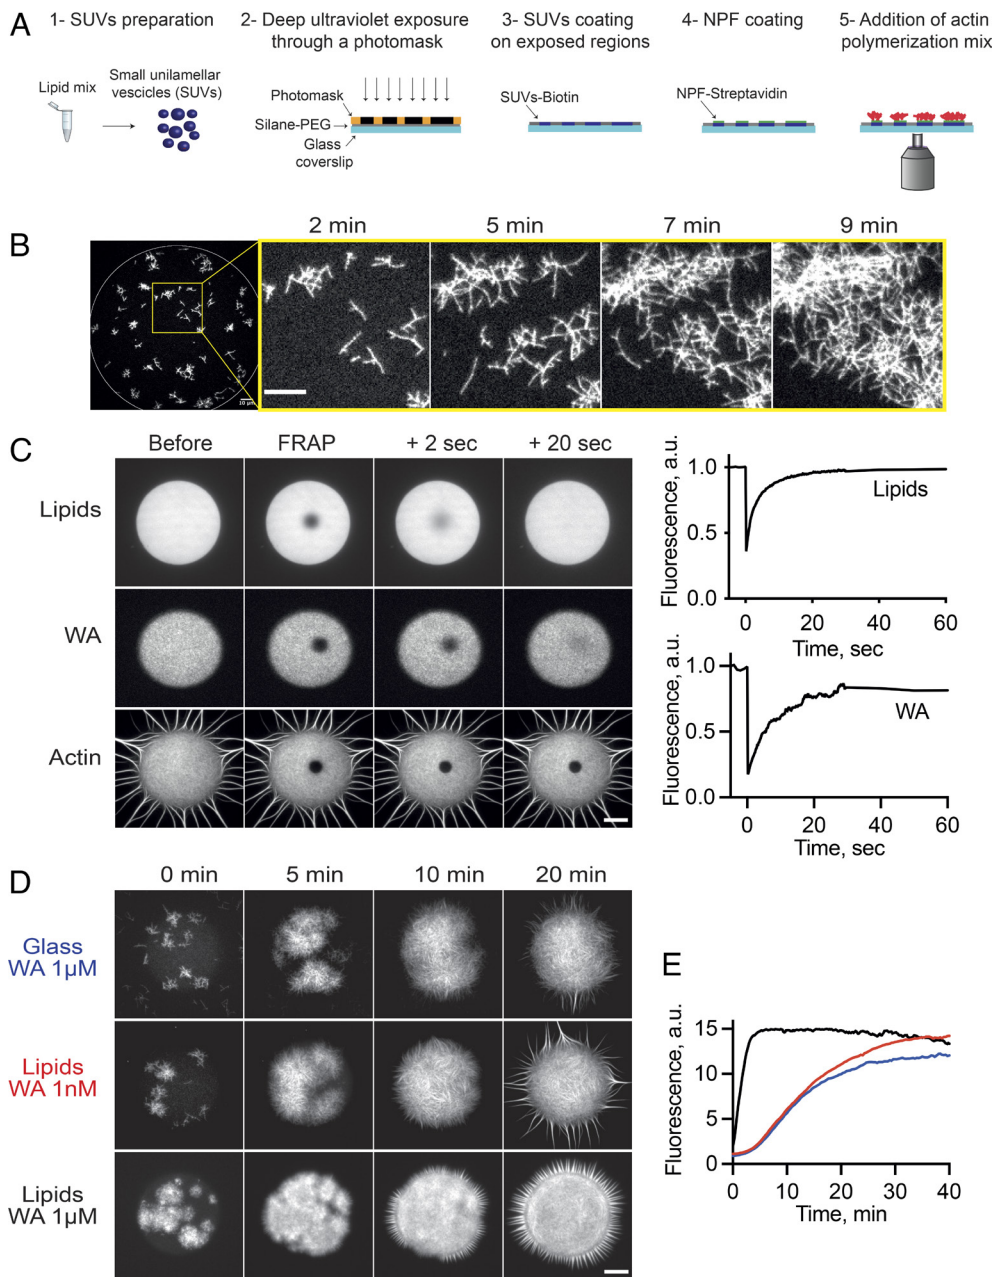 A
1- SUVs preparation
2- Deep ultraviolet exposure
through a photomask
3- SUVs coating
on exposed regions
4- NPF coating
5- Addition of actin
polymerization mix
Lipid mix
Small unilamellar
vescicles (SUVs)
Photomask
Silane-PEG
Glass
coverslip
SUVs-Biotin
NPF-Streptavidin
B
2 min
5 min
7 min
9 min
10 µm
C
Before
FRAP
+ 2 sec
+ 20 sec
Lipids
WA
Actin
Fluorescence, a.u.
1.0
0.5
0.0
Lipids
0
20
40
60
Time, sec
Fluorescence, a.u.
1.0
0.5
0.0
WA
0
20
40
60
Time, sec
D
0 min
5 min
10 min
20 min
Glass
WA 1µM
Lipids
WA 1nM
Lipids
WA 1µM
E
Fluorescence, a.u.
15
10
5
0
0
10
20
30
40
Time, min